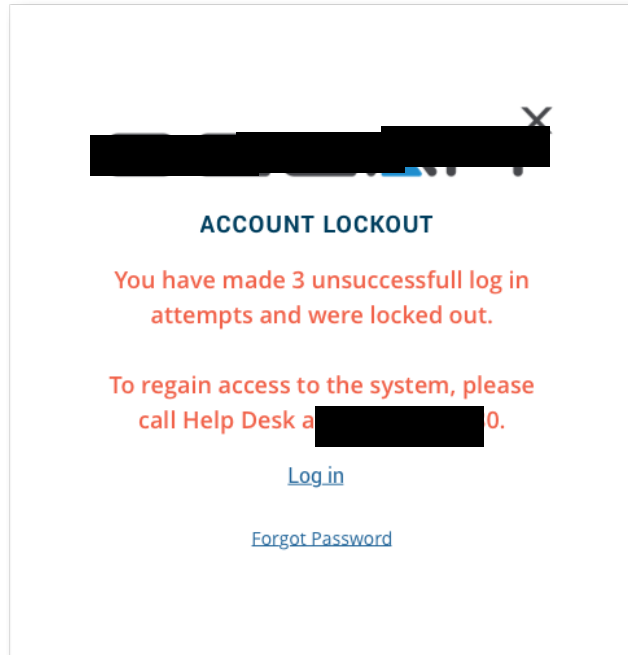 ACCOUNT LOCKOUT
You have made 3 unsuccessfull log in
attempts and were locked out.
To regain access to the system, please
call Help Desk a 0.
Log in
Forgot Password